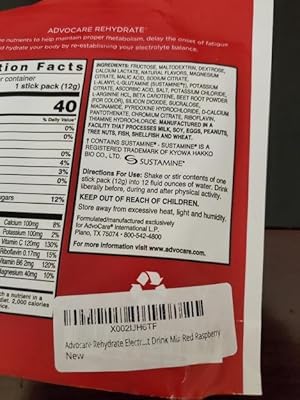 ADVOCARE REHYDRATE
nutrients to help maintain proper metabolism, delay the onset of fatigue
hydrate your body by re-establishing your electrolyte balance.
tion Facts
container
1 stick pack (12g)
40
% Daily Value*
0%
0%
4%
3%
0%
12%
Calcium 100mg 8%
Potassium 100mg 2%
Vitamin C 120mg 130%
Riboflavin 0.17mg 15%
Vitamin B6 2mg 120%
Magnesium 40mg 10%
nutrient in a
diet. 2,000 calories
INGREDIENTS: FRUCTOSE, MALTODEXTRIN, DEXTROSE,
CALCIUM LACTATE, NATURAL FLAVORS, MAGNESIUM
CITRATE, MALIC ACID, SODIUM CITRATE,
L-ALANYL-L-GLUTAMINE (SUSTAMINE®†), POTASSIUM
CITRATE, ASCORBIC ACID, SALT, POTASSIUM CHLORIDE,
L-ARGININE HCl, BETA CAROTENE, BEET ROOT POWDER
(FOR COLOR), SILICON DIOXIDE, SUCRALOSE,
NIACINAMIDE, PYRIDOXINE HYDROCHLORIDE, D-CALCIUM
PANTOTHENATE, CHROMIUM CITRATE, RIBOFLAVIN,
THIAMINE HYDROCHLORIDE. MANUFACTURED IN A
FACILITY THAT PROCESSES MILK, SOY, EGGS, PEANUTS,
TREE NUTS, FISH, SHELLFISH AND WHEAT.
† CONTAINS SUSTAMINE®. SUSTAMINE® IS A
REGISTERED TRADEMARK OF KYOWA HAKKO
BIO CO., LTD. SUSTAMINE
Directions For Use: Shake or stir contents of one
stick pack (12g) into 12 fluid ounces of water. Drink
liberally before, during and after physical activity.
KEEP OUT OF REACH OF CHILDREN.
Store away from excessive heat, light and humidity.
Formulated/manufactured exclusively
for AdvoCare® International L.P.
Plano, TX 75074 • 800-542-4800
For more information visit www.advocare.com.
X002IJH6TF
Advocare Rehydrate Electr...t Drink Mix Red Raspberry
New